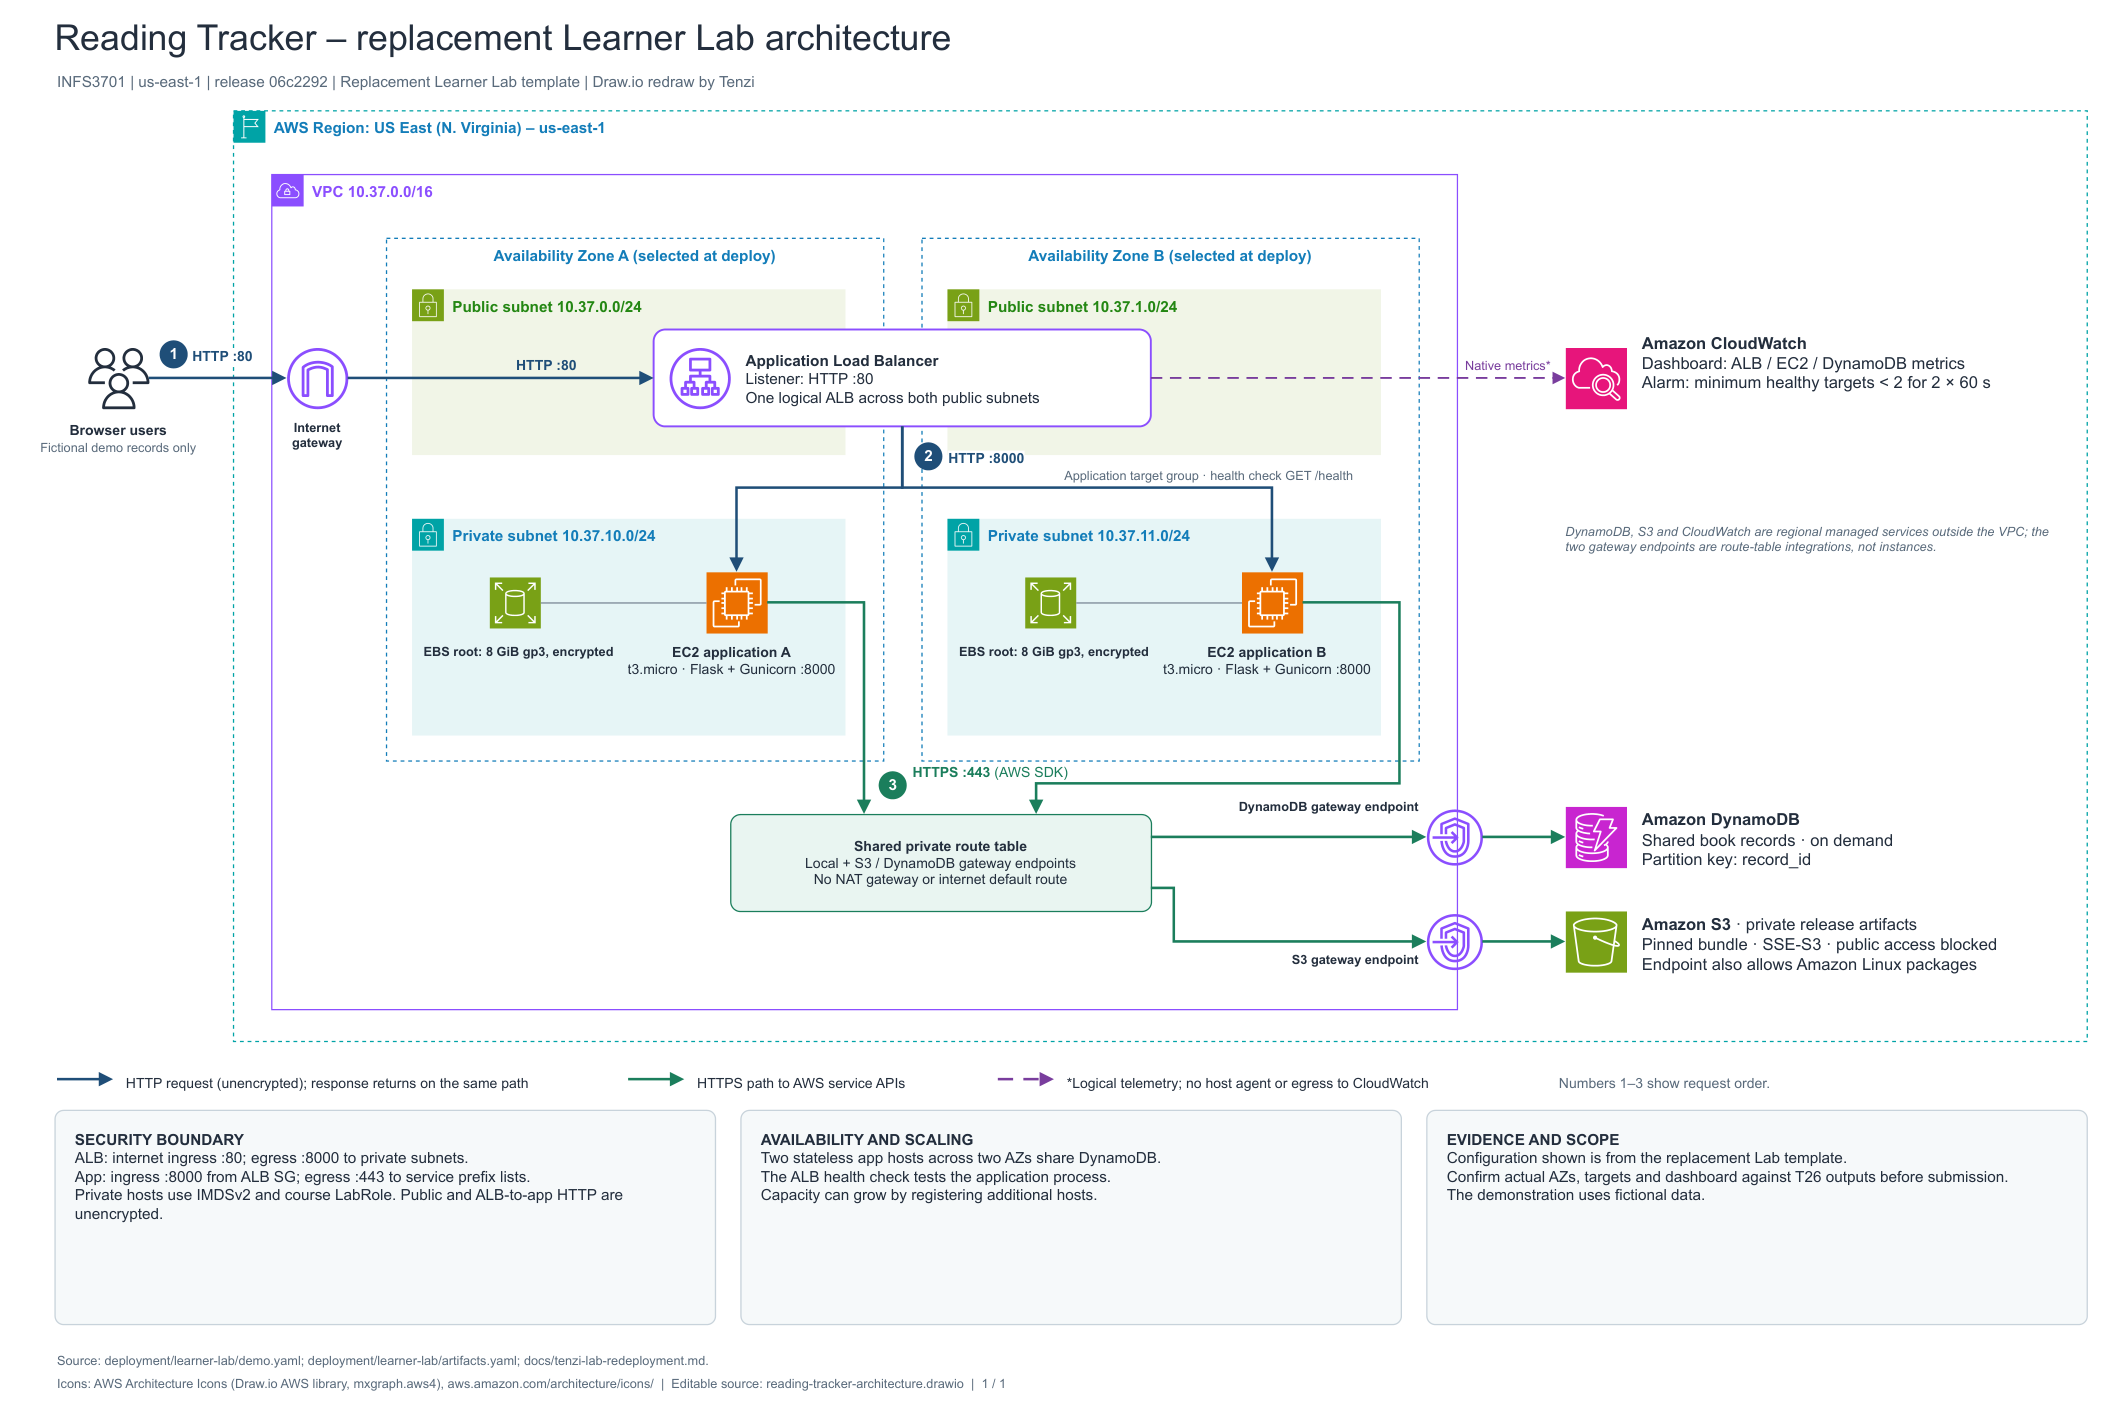 Reading Tracker – replacement Learner Lab architecture
INFS3701 | us-east-1 | release 06c2292 | Replacement Learner Lab template | Draw.io redraw by Tenzi
AWS Region: US East (N. Virginia) – us-east-1
VPC 10.37.0.0/16
Availability Zone A (selected at deploy)
Availability Zone B (selected at deploy)
Public subnet 10.37.0.0/24
Public subnet 10.37.1.0/24
1
HTTP :80
Browser users
Fictional demo records only
Internet
gateway
HTTP :80
Application Load Balancer
Listener: HTTP :80
One logical ALB across both public subnets
Native metrics*
Amazon CloudWatch
Dashboard: ALB / EC2 / DynamoDB metrics
Alarm: minimum healthy targets < 2 for 2 × 60 s
2
HTTP :8000
Application target group · health check GET /health
Private subnet 10.37.10.0/24
Private subnet 10.37.11.0/24
DynamoDB, S3 and CloudWatch are regional managed services outside the VPC; the
two gateway endpoints are route-table integrations, not instances.
EBS root: 8 GiB gp3, encrypted
EC2 application A
t3.micro · Flask + Gunicorn :8000
EBS root: 8 GiB gp3, encrypted
EC2 application B
t3.micro · Flask + Gunicorn :8000
3
HTTPS :443 (AWS SDK)
Shared private route table
Local + S3 / DynamoDB gateway endpoints
No NAT gateway or internet default route
DynamoDB gateway endpoint
Amazon DynamoDB
Shared book records · on demand
Partition key: record_id
S3 gateway endpoint
Amazon S3 · private release artifacts
Pinned bundle · SSE-S3 · public access blocked
Endpoint also allows Amazon Linux packages
HTTP request (unencrypted); response returns on the same path
HTTPS path to AWS service APIs
*Logical telemetry; no host agent or egress to CloudWatch
Numbers 1–3 show request order.
SECURITY BOUNDARY
ALB: internet ingress :80; egress :8000 to private subnets.
App: ingress :8000 from ALB SG; egress :443 to service prefix lists.
Private hosts use IMDSv2 and course LabRole. Public and ALB-to-app HTTP are
unencrypted.
AVAILABILITY AND SCALING
Two stateless app hosts across two AZs share DynamoDB.
The ALB health check tests the application process.
Capacity can grow by registering additional hosts.
EVIDENCE AND SCOPE
Configuration shown is from the replacement Lab template.
Confirm actual AZs, targets and dashboard against T26 outputs before submission.
The demonstration uses fictional data.
Source: deployment/learner-lab/demo.yaml; deployment/learner-lab/artifacts.yaml; docs/tenzi-lab-redeployment.md.
Icons: AWS Architecture Icons (Draw.io AWS library, mxgraph.aws4), aws.amazon.com/architecture/icons/ | Editable source: reading-tracker-architecture.drawio | 1 / 1